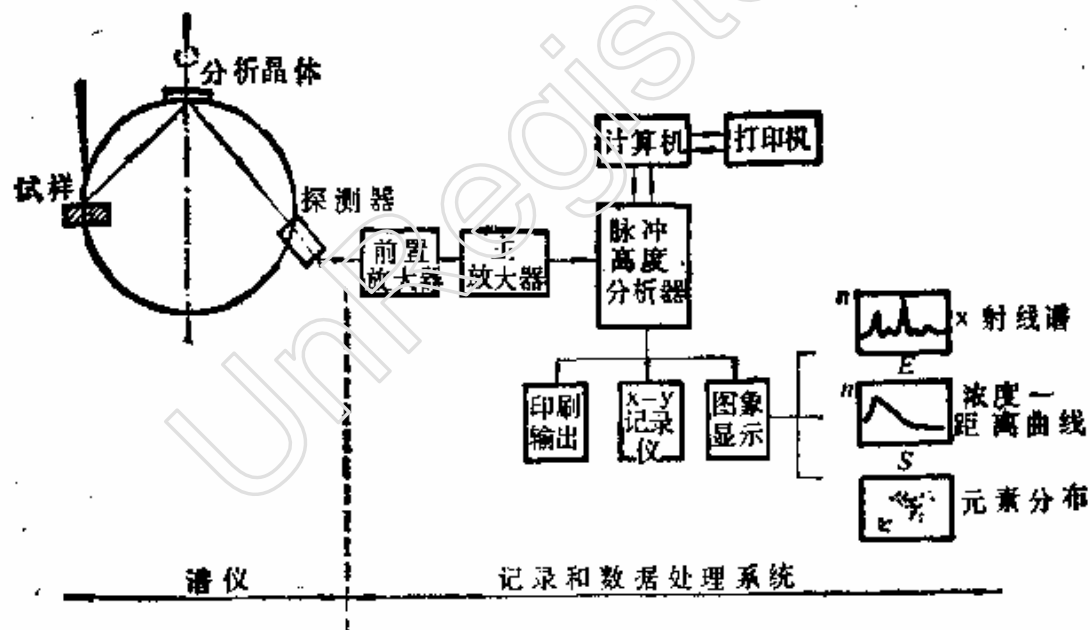 分析晶体
试样
探测器
前置
放大器
主
放大器
计算机
打印机
脉冲
高度
分析器
印刷
输出
x-y
记录
仪
图象
显示
n
x 射线谱
E
n
浓度一
距离曲线
S
元素分布
谱仪
记录和数据处理系统